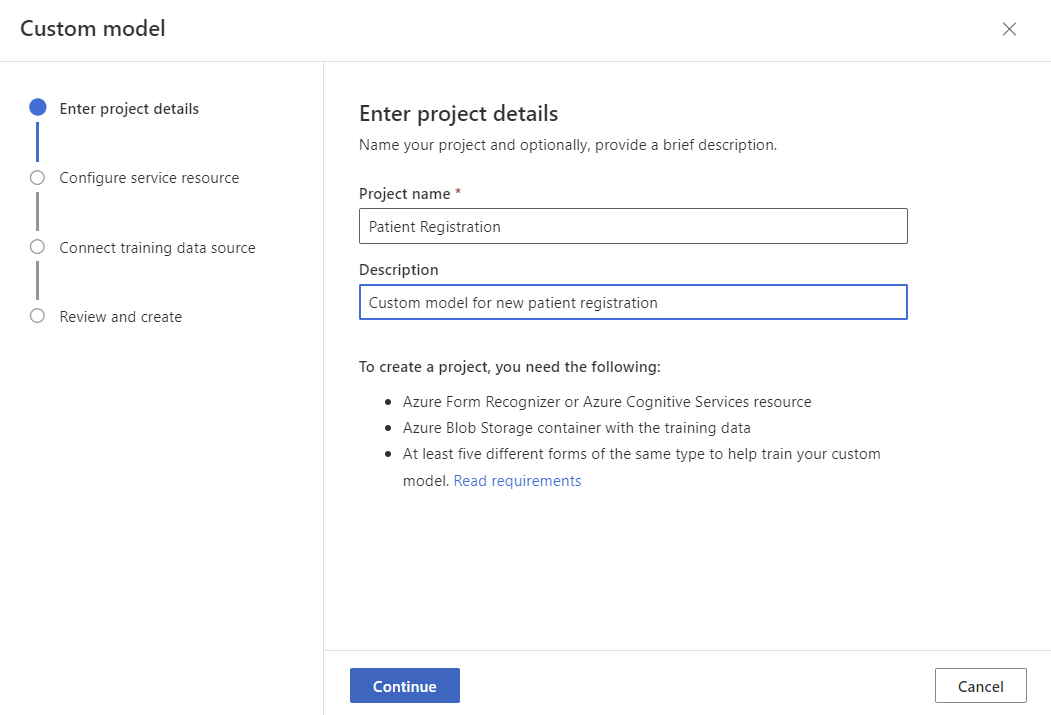 Custom model
Enter project details
Configure service resource
Connect training data source
Review and create
Enter project details
Name your project and optionally, provide a brief description.
Project name *
Patient Registration
Description
Custom model for new patient registration
To create a project, you need the following:
• Azure Form Recognizer or Azure Cognitive Services resource
• Azure Blob Storage container with the training data
• At least five different forms of the same type to help train your custom
model. Read requirements
Continue
Cancel